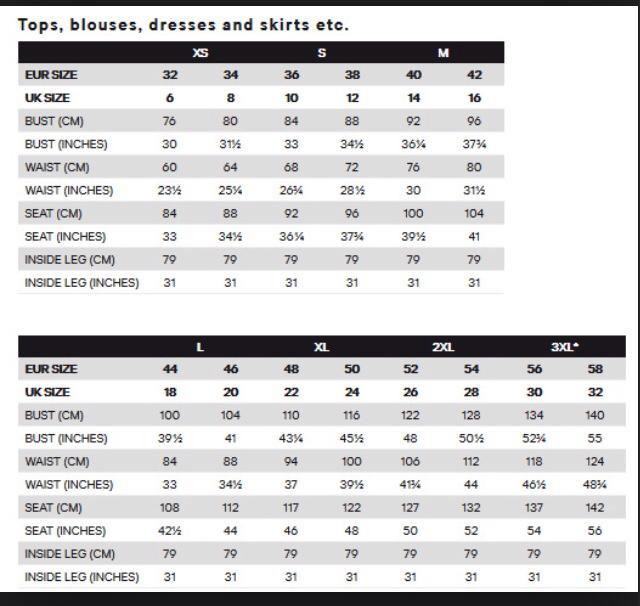 Tops, blouses, dresses and skirts etc.
XS S M
EUR SIZE 32 34 36 38 40 42
UK SIZE 6 8 10 12 14 16
BUST (CM) 76 80 84 88 92 96
BUST (INCHES) 30 31½ 33 34½ 36¼ 37¾
WAIST (CM) 60 64 68 72 76 80
WAIST (INCHES) 23½ 25¼ 26¾ 28½ 30 31½
SEAT (CM) 84 88 92 96 100 104
SEAT (INCHES) 33 34½ 36¼ 37¾ 39½ 41
INSIDE LEG (CM) 79 79 79 79 79 79
INSIDE LEG (INCHES) 31 31 31 31 31 31
L XL 2XL 3XL*
EUR SIZE 44 46 48 50 52 54 56 58
UK SIZE 18 20 22 24 26 28 30 32
BUST (CM) 100 104 110 116 122 128 134 140
BUST (INCHES) 39½ 41 43¼ 45½ 48 50½ 52¾ 55
WAIST (CM) 84 88 94 100 106 112 118 124
WAIST (INCHES) 33 34½ 37 39½ 41¾ 44 46½ 48¾
SEAT (CM) 108 112 117 122 127 132 137 142
SEAT (INCHES) 42½ 44 46 48 50 52 54 56
INSIDE LEG (CM) 79 79 79 79 79 79 79 79
INSIDE LEG (INCHES) 31 31 31 31 31 31 31 31